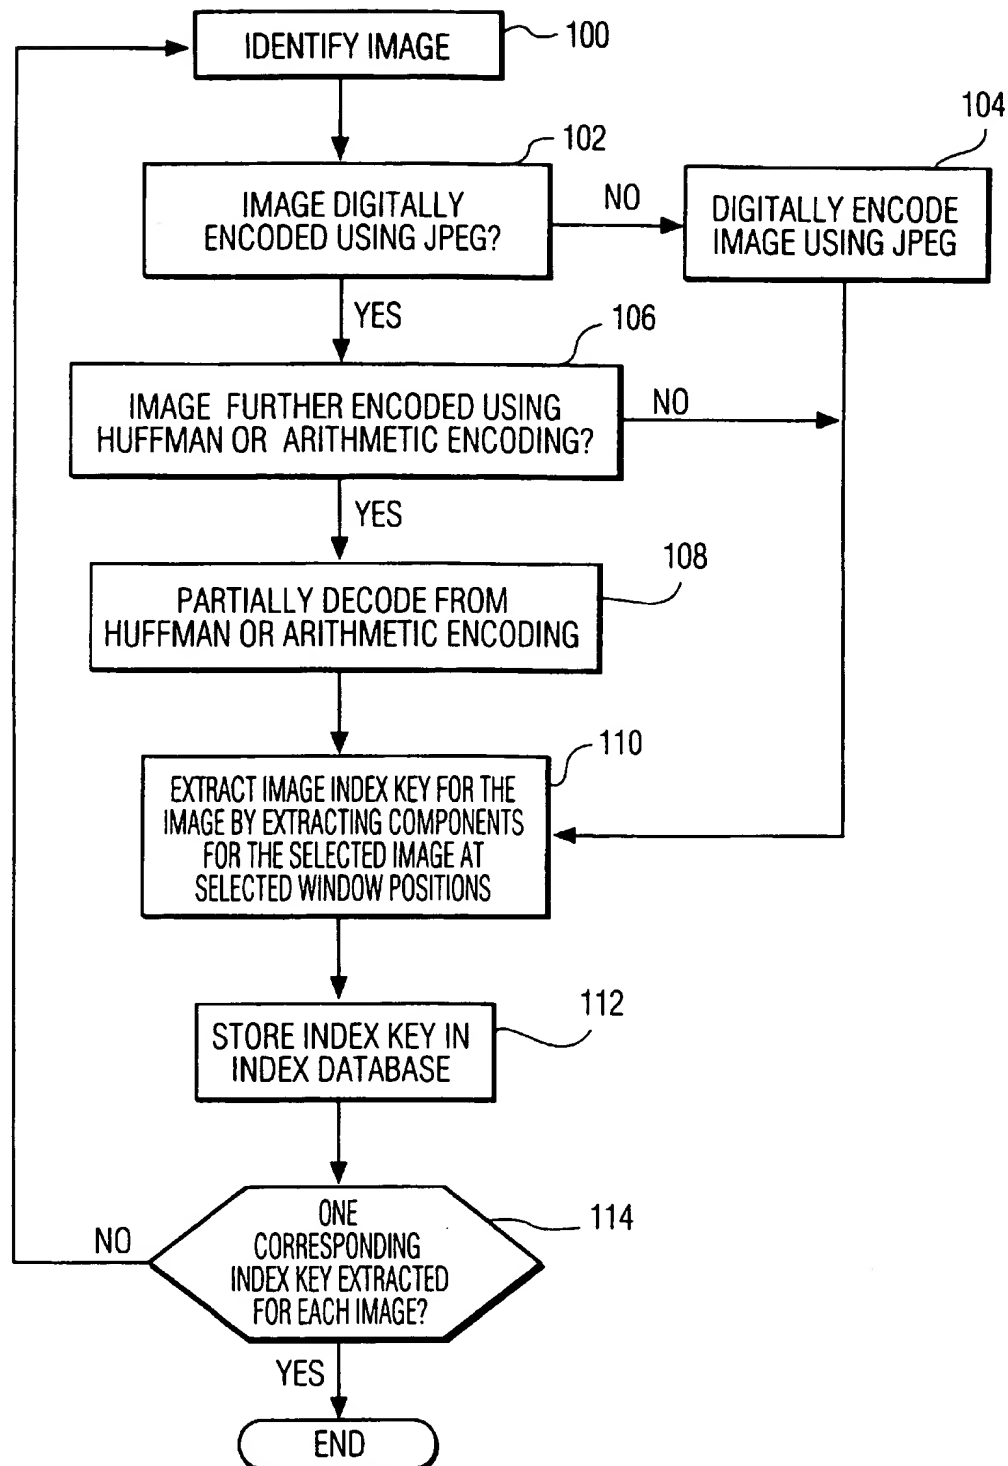 IDENTIFY IMAGE
100
102
104
IMAGE DIGITALLY
ENCODED USING JPEG?
NO
DIGITALLY ENCODE
IMAGE USING JPEG
YES
106
IMAGE FURTHER ENCODED USING
HUFFMAN OR ARITHMETIC ENCODING?
NO
YES
108
PARTIALLY DECODE FROM
HUFFMAN OR ARITHMETIC ENCODING
110
EXTRACT IMAGE INDEX KEY FOR THE
IMAGE BY EXTRACTING COMPONENTS
FOR THE SELECTED IMAGE AT
SELECTED WINDOW POSITIONS
112
STORE INDEX KEY IN
INDEX DATABASE
114
NO
ONE
CORRESPONDING
INDEX KEY EXTRACTED
FOR EACH IMAGE?
YES
END